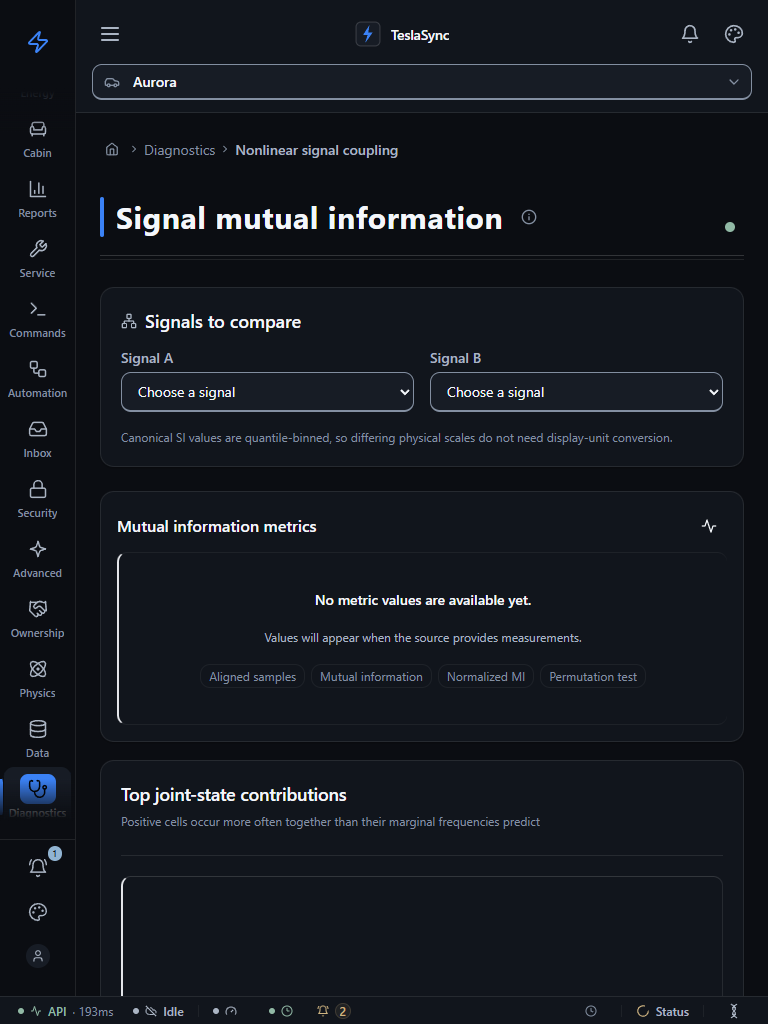 TeslaSync
Aurora
Energy
Cabin
Reports
Service
Commands
Automation
Inbox
Security
Advanced
Ownership
Physics
Data
Diagnostics
1
Diagnostics
Nonlinear signal coupling
Signal mutual information
Signals to compare
Signal A
Signal B
Choose a signal
Choose a signal
Canonical SI values are quantile-binned, so differing physical scales do not need display-unit conversion.
Mutual information metrics
No metric values are available yet.
Values will appear when the source provides measurements.
Aligned samples
Mutual information
Normalized MI
Permutation test
Top joint-state contributions
Positive cells occur more often together than their marginal frequencies predict
API · 193ms
Idle
2
Status